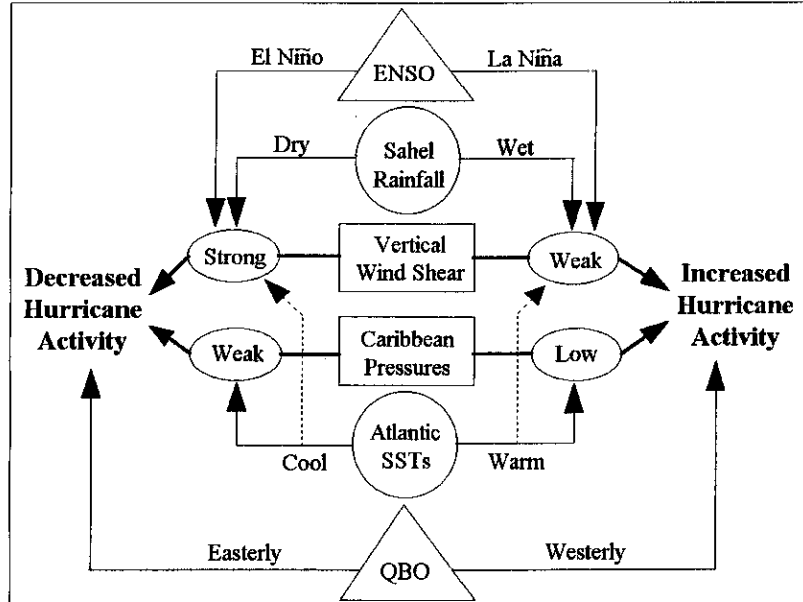 El Niño
ENSO
La Niña
Dry
Sahel
Rainfall
Wet
Strong
Vertical
Wind Shear
Weak
Decreased
Hurricane
Activity
Increased
Hurricane
Activity
Weak
Caribbean
Pressures
Low
Cool
Atlantic
SSTs
Warm
Easterly
QBO
Westerly